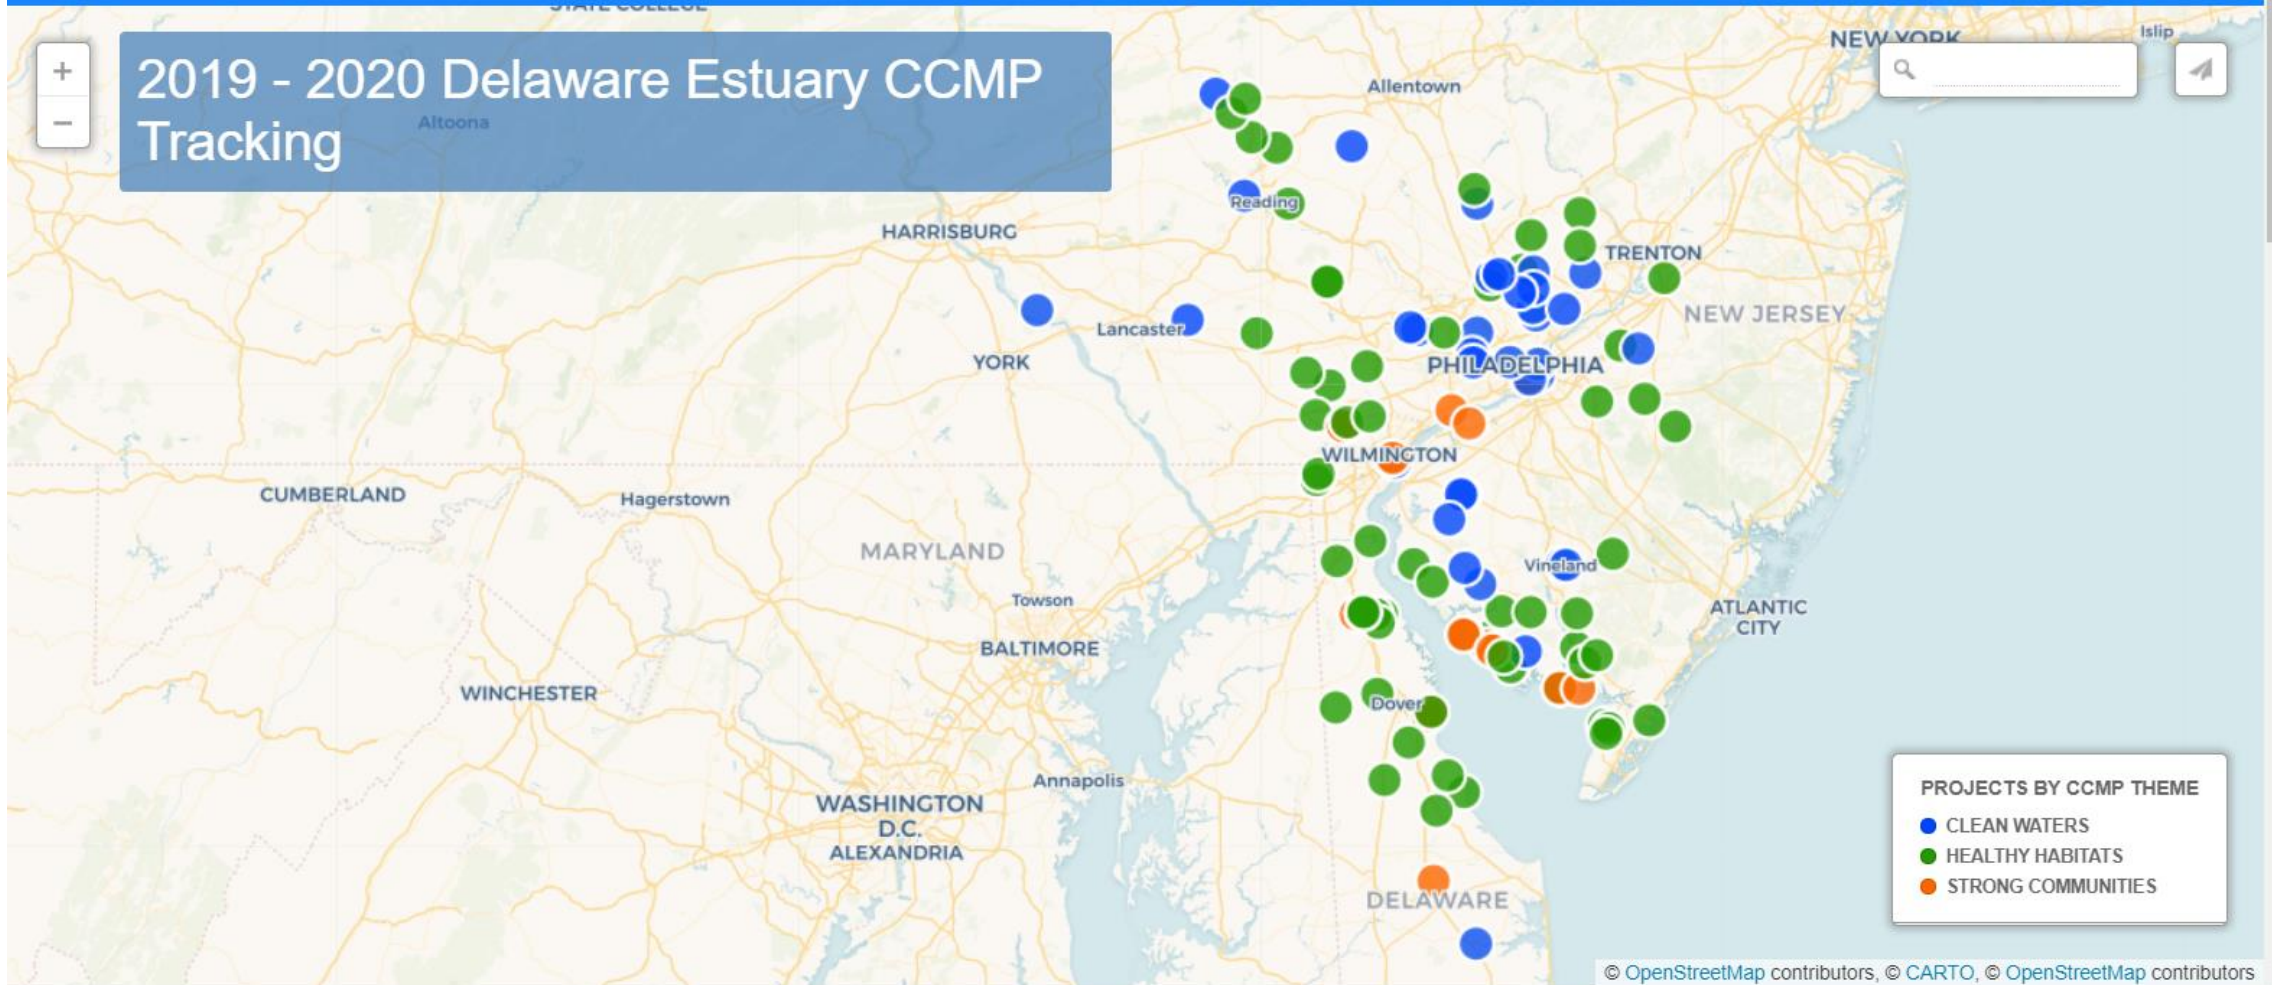 STATE COLLEGE
NEW YORK
Islip
+
−
2019 - 2020 Delaware Estuary CCMP
Tracking
Altoona
Allentown
Reading
HARRISBURG
TRENTON
NEW JERSEY
Lancaster
YORK
PHILADELPHIA
WILMINGTON
CUMBERLAND
Hagerstown
MARYLAND
Vineland
Towson
ATLANTIC
CITY
BALTIMORE
WINCHESTER
Dover
Annapolis
WASHINGTON
D.C.
ALEXANDRIA
DELAWARE
PROJECTS BY CCMP THEME
CLEAN WATERS
HEALTHY HABITATS
STRONG COMMUNITIES
© OpenStreetMap contributors, © CARTO, © OpenStreetMap contributors